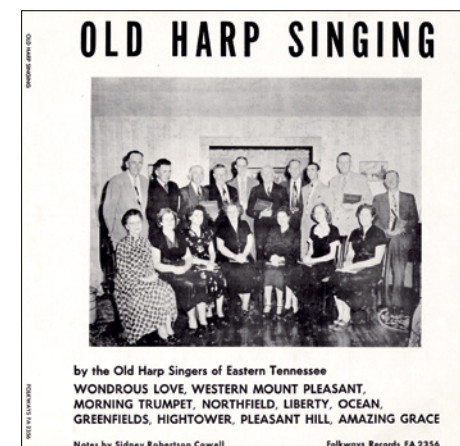 OLD HARP SINGING
OLD HARP SINGING
by the Old Harp Singers of Eastern Tennessee
WONDROUS LOVE, WESTERN MOUNT PLEASANT,
MORNING TRUMPET, NORTHFIELD, LIBERTY, OCEAN,
GREENFIELDS, HIGHTOWER, PLEASANT HILL, AMAZING GRACE
Notes by Sidney Robertson Cowell
Folkways Records FA 2356
FOLKWAYS FA 2356